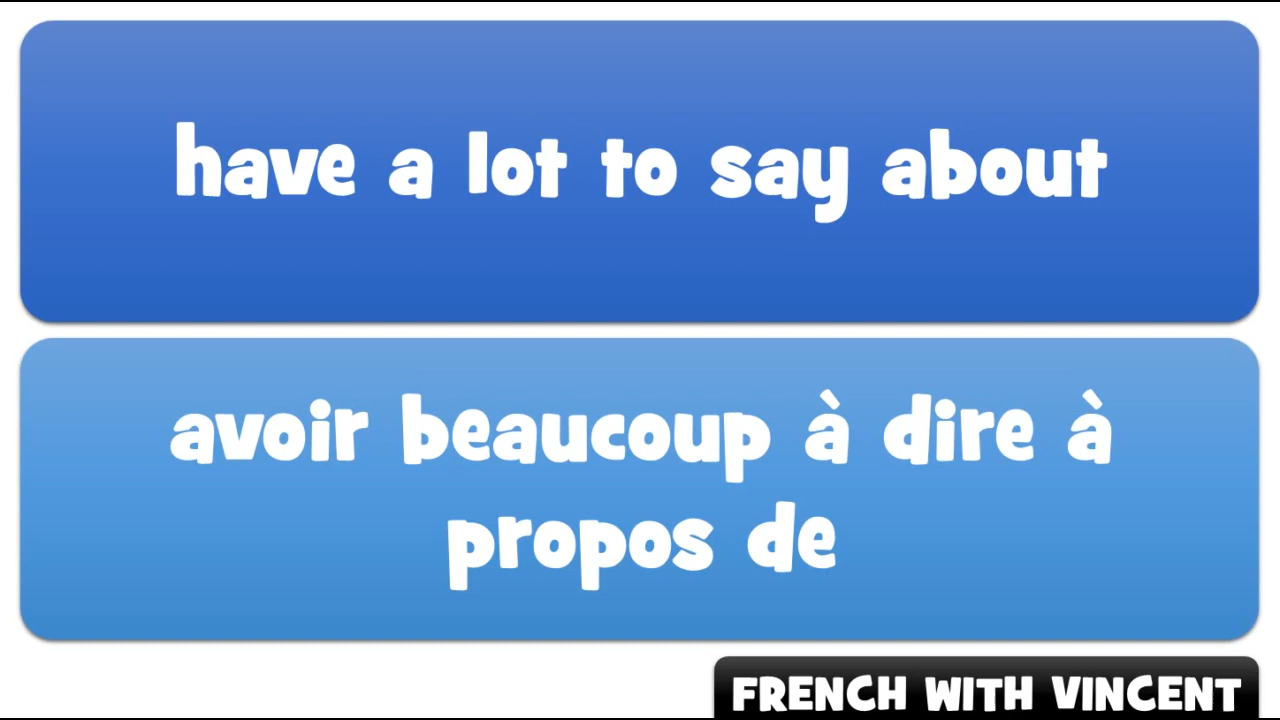 have a lot to say about
avoir beaucoup à dire à
propos de
FRENCH WITH VINCENT